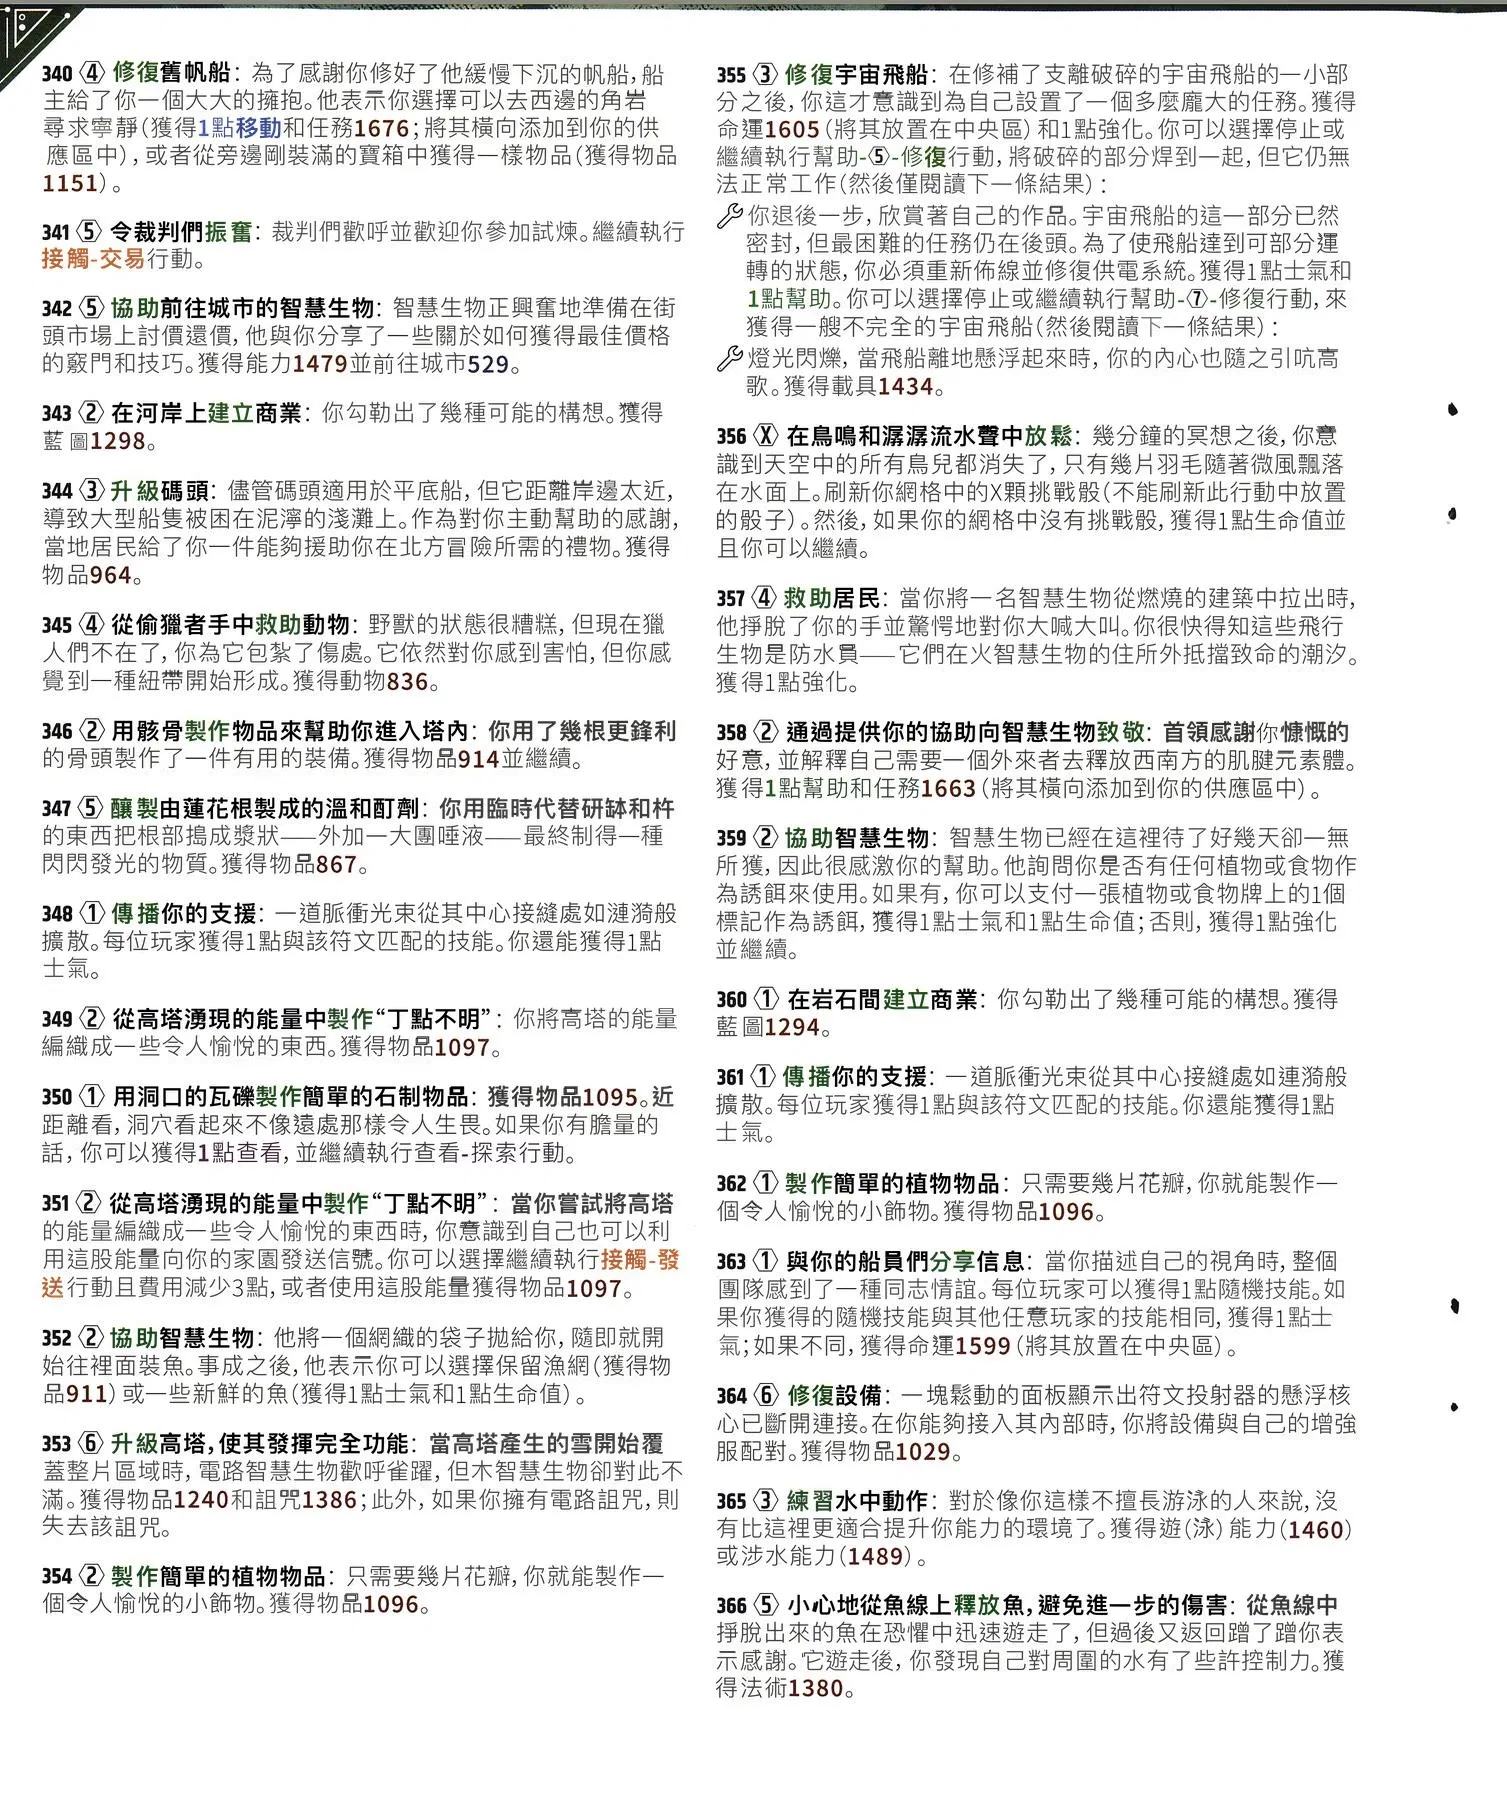 340 ④ 修復舊帆船：為了感謝你修好了他緩慢下沉的帆船，船
主給了你一個大大的擁抱。他表示你選擇可以去西邊的角岩
尋求寧靜（獲得1點移動和任務1676；將其橫向添加到你的供
應區中），或者從旁邊剛裝滿的寶箱中獲得一樣物品（獲得物品
1151）。
341 ⑤ 令裁判們振奮：裁判們歡呼並歡迎你參加試煉。繼續執行
接觸-交易行動。
342 ⑤ 協助前往城市的智慧生物：智慧生物正興奮地準備在街
頭市場上討價還價，他與你分享了一些關於如何獲得最佳價格
的竅門和技巧。獲得能力1479並前往城市529。
343 ② 在河岸上建立商業：你勾勒出了幾種可能的構想。獲得
藍圖1298。
344 ③ 升級碼頭：儘管碼頭適用於平底船，但它距離岸邊太近，
導致大型船隻被困在泥濘的淺灘上。作為對你主動幫助的感謝，
當地居民給了你一件能夠援助你在北方冒險所需的禮物。獲得
物品964。
345 ④ 從偷獵者手中救助動物：野獸的狀態很糟糕，但現在獵
人們不在了，你為它包紮了傷處。它依然對你感到害怕，但你感
覺到一種紐帶開始形成。獲得動物836。
346 ② 用骸骨製作物品來幫助你進入塔內：你用了幾根更鋒利
的骨頭製作了一件有用的裝備。獲得物品914並繼續。
347 ⑤ 釀製由蓮花根製成的溫和酊劑：你用臨時代替研缽和杵
的東西把根部搗成漿狀——外加一大團唾液——最終制得一種
閃閃發光的物質。獲得物品867。
348 ① 傳播你的支援：一道脈衝光束從其中心接縫處如漣漪般
擴散。每位玩家獲得1點與該符文匹配的技能。你還能獲得1點
士氣。
349 ② 從高塔湧現的能量中製作“丁點不明”：你將高塔的能量
編織成一些令人愉悅的東西。獲得物品1097。
350 ① 用洞口的瓦礫製作簡單的石制物品：獲得物品1095。近
距離看，洞穴看起來不像遠處那樣令人生畏。如果你有膽量的
話，你可以獲得1點查看，並繼續執行查看-探索行動。
351 ② 從高塔湧現的能量中製作“丁點不明”：當你嘗試將高塔
的能量編織成一些令人愉悅的東西時，你意識到自己也可以利
用這股能量向你的家園發送信號。你可以選擇繼續執行接觸-發
送行動且費用減少3點，或者使用這股能量獲得物品1097。
352 ② 協助智慧生物：他將一個網織的袋子拋給你，隨即就開
始往裡面裝魚。事成之後，他表示你可以選擇保留漁網（獲得物
品911）或一些新鮮的魚（獲得1點士氣和1點生命值）。
353 ⑥ 升級高塔，使其發揮完全功能：當高塔產生的雪開始覆
蓋整片區域時，電路智慧生物歡呼雀躍，但木智慧生物卻對此不
滿。獲得物品1240和詛咒1386；此外，如果你擁有電路詛咒，則
失去該詛咒。
354 ② 製作簡單的植物物品：只需要幾片花瓣，你就能製作一
個令人愉悅的小飾物。獲得物品1096。
355 ③ 修復宇宙飛船：在修補了支離破碎的宇宙飛船的一小部
分之後，你這才意識到為自己設置了一個多麼龐大的任務。獲得
命運1605（將其放置在中央區）和1點強化。你可以選擇停止或
繼續執行幫助-⑤-修復行動，將破碎的部分焊到一起，但它仍無
法正常工作（然後僅閱讀下一條結果）：
你退後一步，欣賞著自己的作品。宇宙飛船的這一部分已然
密封，但最困難的任務仍在後頭。為了使飛船達到可部分運
轉的狀態，你必須重新佈線並修復供電系統。獲得1點士氣和
1點幫助。你可以選擇停止或繼續執行幫助-⑦-修復行動，來
獲得一艘不完全的宇宙飛船（然後閱讀下一條結果）：
燈光閃爍，當飛船離地懸浮起來時，你的內心也隨之引吭高
歌。獲得載具1434。
356 Ⓧ 在鳥鳴和潺潺流水聲中放鬆：幾分鐘的冥想之後，你意
識到天空中的所有鳥兒都消失了，只有幾片羽毛隨著微風飄落
在水面上。刷新你網格中的X顆挑戰骰（不能刷新此行動中放置
的骰子）。然後，如果你的網格中沒有挑戰骰，獲得1點生命值並
且你可以繼續。
357 ④ 救助居民：當你將一名智慧生物從燃燒的建築中拉出時，
他掙脫了你的手並驚愕地對你大喊大叫。你很快得知這些飛行
生物是防水員——它們在火智慧生物的住所外抵擋致命的潮汐。
獲得1點強化。
358 ② 通過提供你的協助向智慧生物致敬：首領感謝你慷慨的
好意，並解釋自己需要一個外來者去釋放西南方的肌腱元素體。
獲得1點幫助和任務1663（將其橫向添加到你的供應區中）。
359 ② 協助智慧生物：智慧生物已經在這裡待了好幾天卻一無
所獲，因此很感激你的幫助。他詢問你是否有任何植物或食物作
為誘餌來使用。如果有，你可以支付一張植物或食物牌上的1個
標記作為誘餌，獲得1點士氣和1點生命值；否則，獲得1點強化
並繼續。
360 ① 在岩石間建立商業：你勾勒出了幾種可能的構想。獲得
藍圖1294。
361 ① 傳播你的支援：一道脈衝光束從其中心接縫處如連漪般
擴散。每位玩家獲得1點與該符文匹配的技能。你還能獲得1點
士氣。
362 ① 製作簡單的植物物品：只需要幾片花瓣，你就能製作一
個令人愉悅的小飾物。獲得物品1096。
363 ① 與你的船員們分享信息：當你描述自己的視角時，整個
團隊感到了一種同志情誼。每位玩家可以獲得1點隨機技能。如
果你獲得的隨機技能與其他任意玩家的技能相同，獲得1點士
氣；如果不同，獲得命運1599（將其放置在中央區）。
364 ⑥ 修復設備：一塊鬆動的面板顯示出符文投射器的懸浮核
心已斷開連接。在你能夠接入其內部時，你將設備與自己的增強
服配對。獲得物品1029。
365 ③ 練習水中動作：對於像你這樣不擅長游泳的人來說，沒
有比這裡更適合提升你能力的環境了。獲得遊（泳）能力（1460）
或涉水能力（1489）。
366 ⑤ 小心地從魚線上釋放魚，避免進一步的傷害：從魚線中
掙脫出來的魚在恐懼中迅速遊走了，但過後又返回蹭了蹭你表
示感謝。它遊走後，你發現自己對周圍的水有了些許控制力。獲
得法術1380。